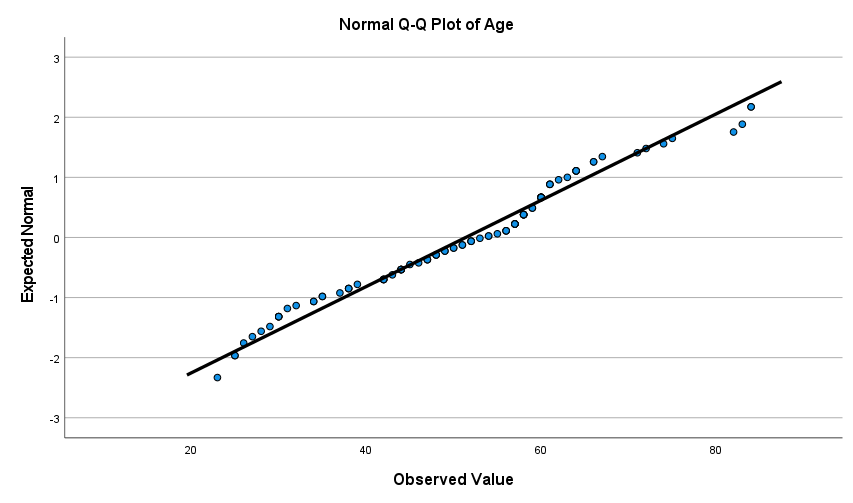 Normal Q-Q Plot of Age
3
2
1
0
-1
-2
-3
Expected Normal
20 40 60 80
Observed Value